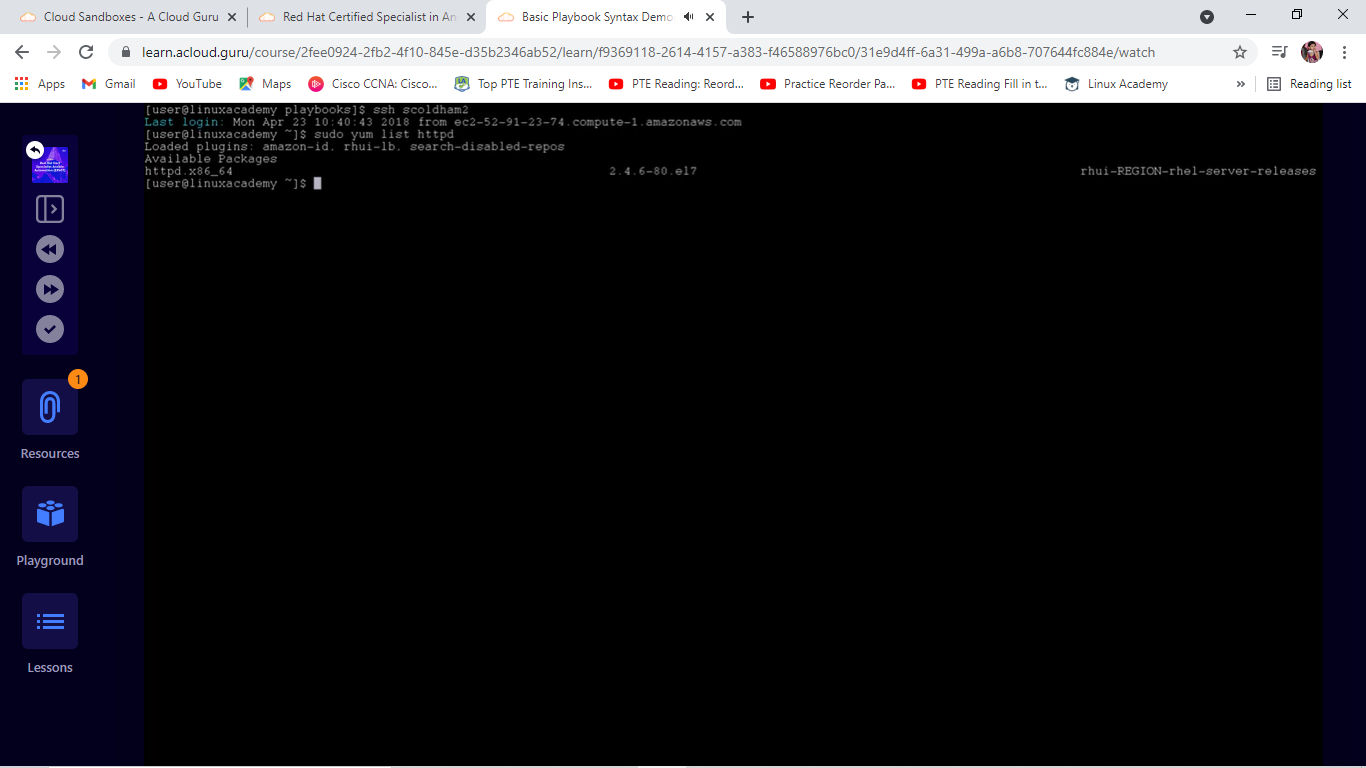 Cloud Sandboxes - A Cloud Guru
Red Hat Certified Specialist in An
Basic Playbook Syntax Demo
learn.acloud.guru/course/2fee0924-2fb2-4f10-845e-d35b2346ab52/learn/f9369118-2614-4157-a383-f46588976bc0/31e9d4ff-6a31-499a-a6b8-707644fc884e/watch
Apps
Gmail
YouTube
Maps
Cisco CCNA: Cisco...
Top PTE Training Ins...
PTE Reading: Reord...
Practice Reorder Pa...
PTE Reading Fill in t...
Linux Academy
»
Reading list
[user@linuxacademy playbooks]$ ssh scoldham2
Last login: Mon Apr 23 10:40:43 2018 from ec2-52-91-23-74.compute-1.amazonaws.com
[user@linuxacademy ~]$ sudo yum list httpd
Loaded plugins: amazon-id, rhui-lb, search-disabled-repos
Available Packages
httpd.x86_64 2.4.6-80.el7 rhui-REGION-rhel-server-releases
[user@linuxacademy ~]$
1
Resources
Playground
Lessons